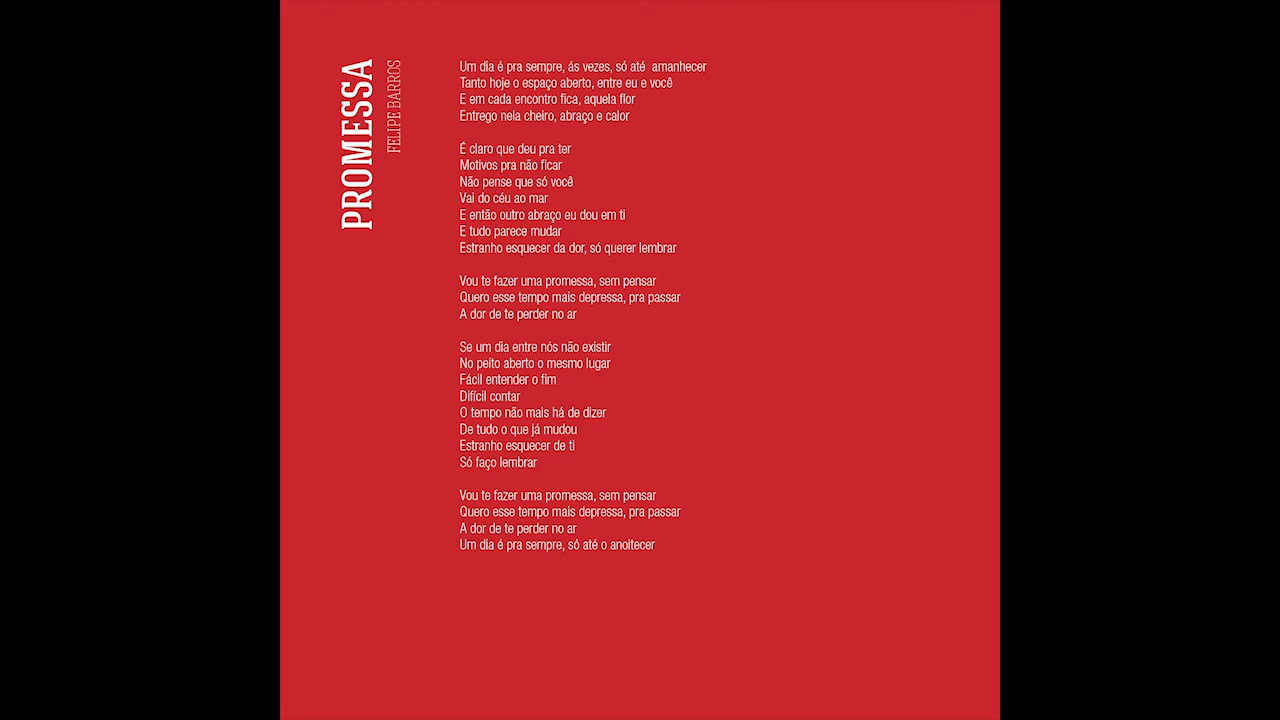 PROMESSA
FELIPE BARROS
Um dia é pra sempre, ás vezes, só até  amanhecer
Tanto hoje o espaço aberto, entre eu e você
E em cada encontro fica, aquela flor
Entrego nela cheiro, abraço e calor
É claro que deu pra ter
Motivos pra não ficar
Não pense que só você
Vai do céu ao mar
E então outro abraço eu dou em ti
E tudo parece mudar
Estranho esquecer da dor, só querer lembrar
Vou te fazer uma promessa, sem pensar
Quero esse tempo mais depressa, pra passar
A dor de te perder no ar
Se um dia entre nós não existir
No peito aberto o mesmo lugar
Fácil entender o fim
Difícil contar
O tempo não mais há de dizer
De tudo o que já mudou
Estranho esquecer de ti
Só faço lembrar
Vou te fazer uma promessa, sem pensar
Quero esse tempo mais depressa, pra passar
A dor de te perder no ar
Um dia é pra sempre, só até o anoitecer